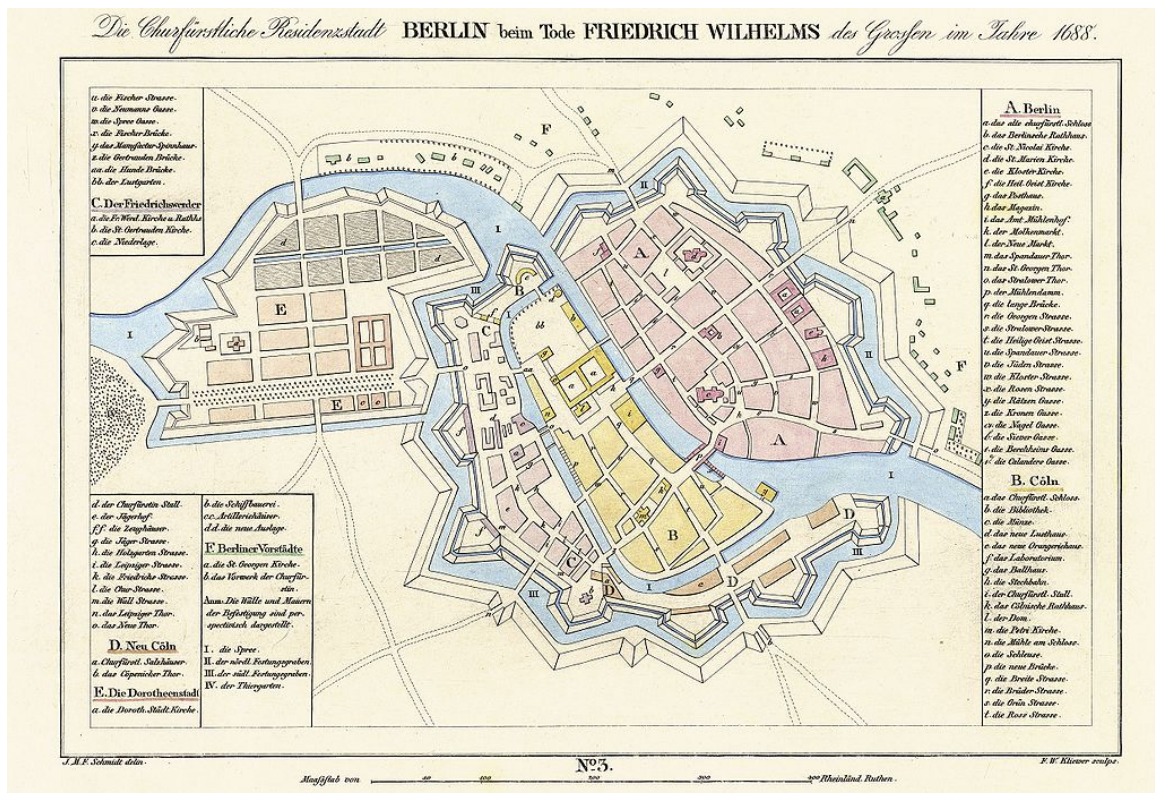 Die Churfürstliche Residenzstadt BERLIN beim Tode FRIEDRICH WILHELMS des Grossen im Jahre 1688.
u. die Fischer Strasse.
v. die Neumanns Gasse.
w. die Spree Gasse.
x. die Fischer Brücke.
y. das Manufactur Spinnhaus.
z. die Gertrauden Brücke.
aa. die Hunde Brücke.
bb. der Lustgarten.
C. Der Friedrichswerder
a. die Fr. Werd. Kirche u. Rathhs
b. die St. Gertrauden Kirche.
c. die Niederlage.
d. der Churfürstin Stall.
e. der Jägerhof.
f.f. die Zeughäuser.
g. die Jäger Strasse.
h. die Holzgarten Strasse.
i. die Leipziger Strasse.
k. die Friedrichs Strasse.
l. die Chur Strasse.
m. die Wall Strasse.
n. das Leipziger Thor.
o. das Neue Thor.
D. Neu Cöln
a. Churfürstl. Salzhäuser.
b. das Cöpenicker Thor.
E. Die Dorotheenstadt
a. die Doroth. Städt Kirche.
b. die Schiffbauerei.
cc. Artilleriehäuser.
dd. die neue Auslage.
F. Berliner Vorstädte
a. die St. Georgen Kirche.
b. das Vorwerk der Churfür-
stin.
Anm: Die Wälle und Mauern
der Befestigung sind per-
spectivisch dargestellt.
I. die Spree.
II. der nördl. Festungsgraben.
III. der südl. Festungsgraben.
IV. der Thiergarten.
A. Berlin
a. das alte churfürstl. Schloss
b. das Berlinsche Rathhaus.
c. die St. Nicolai Kirche.
d. die St. Marien Kirche.
e. die Kloster Kirche.
f. die Heil. Geist Kirche.
g. das Posthaus.
h. das Magazin.
i. das Amt Mühlenhof.
k. der Molkenmarkt.
l. der Neue Markt.
m. das Spandauer Thor.
n. das St. Georgen Thor.
o. das Stralower Thor.
p. der Mühlendamm.
q. die lange Brücke.
r. die Georgen Strasse.
s. die Stralower Strasse.
t. die Heilige Geist Strasse.
u. die Spandauer Strasse.
v. die Jüden Strasse.
w. die Kloster Strasse.
x. die Rosen Strasse.
y. die Rätzen Gasse.
z. die Kronen Gasse.
die Nagel Gasse.
die Siever Gasse.
die Berchheims Gasse.
die Calanders Gasse.
B. Cöln
a. das Churfürstl. Schloss.
b. die Bibliothek.
c. die Münze.
d. das neue Lusthaus.
e. das neue Orangeriehaus.
f. das Laboratorium.
g. das Ballhaus.
h. die Stechbahn.
i. der Churfürstl. Stall.
k. das Cölnische Rathhaus.
l. der Dom.
m. die Petri Kirche.
n. die Mühle am Schloss.
o. die Schleuse.
p. die neue Brücke.
q. die Breite Strasse.
r. die Brüder Strasse.
s. die Grün Strasse.
t. die Ross Strasse.
F
I
II
A
E
III
B
C
bb
D
J.M.F. Schmidt delin.
No 3.
F.W. Kliewer sculps.
Maasstab von 50 100 200 300 400 Rheinländ. Ruthen.